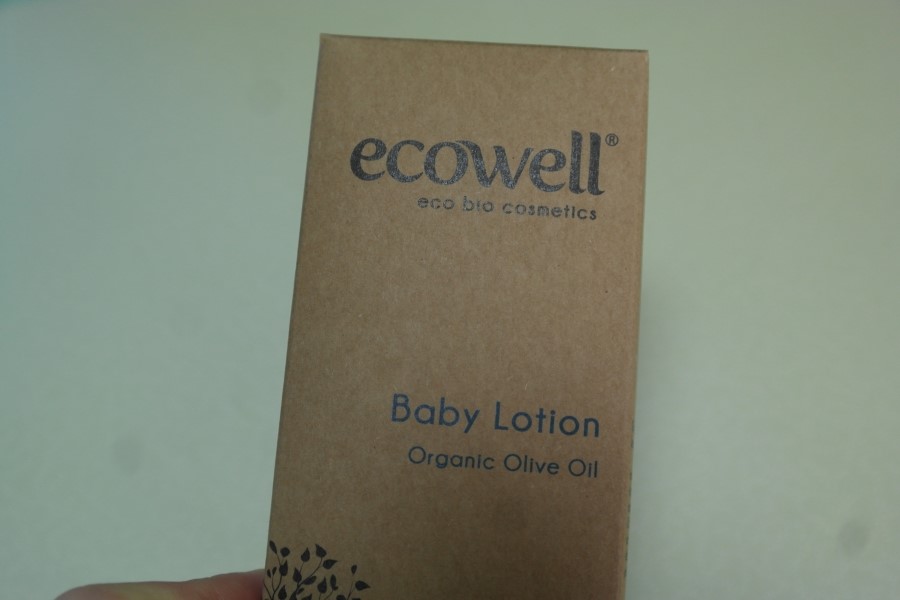 ecowell®
eco bio cosmetics
Baby Lotion
Organic Olive Oil